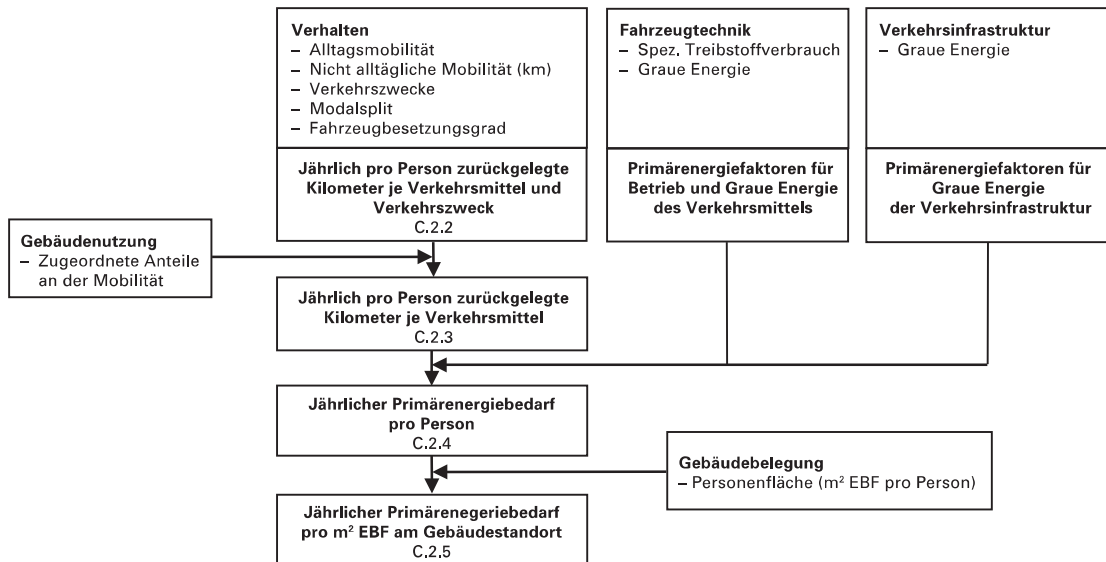 Verhalten
– Alltagsmobilität
– Nicht alltägliche Mobilität (km)
– Verkehrszwecke
– Modalsplit
– Fahrzeugbesetzungsgrad
Fahrzeugtechnik
– Spez. Treibstoffverbrauch
– Graue Energie
Verkehrsinfrastruktur
– Graue Energie
Jährlich pro Person zurückgelegte
Kilometer je Verkehrsmittel und
Verkehrszweck
C.2.2
Primärenergiefaktoren für
Betrieb und Graue Energie
des Verkehrsmittels
Primärenergiefaktoren für
Graue Energie
der Verkehrsinfrastruktur
Gebäudenutzung
– Zugeordnete Anteile
an der Mobilität
Jährlich pro Person zurückgelegte
Kilometer je Verkehrsmittel
C.2.3
Jährlicher Primärenergiebedarf
pro Person
C.2.4
Gebäudebelegung
– Personenfläche (m² EBF pro Person)
Jährlicher Primärenegeriebedarf
pro m² EBF am Gebäudestandort
C.2.5